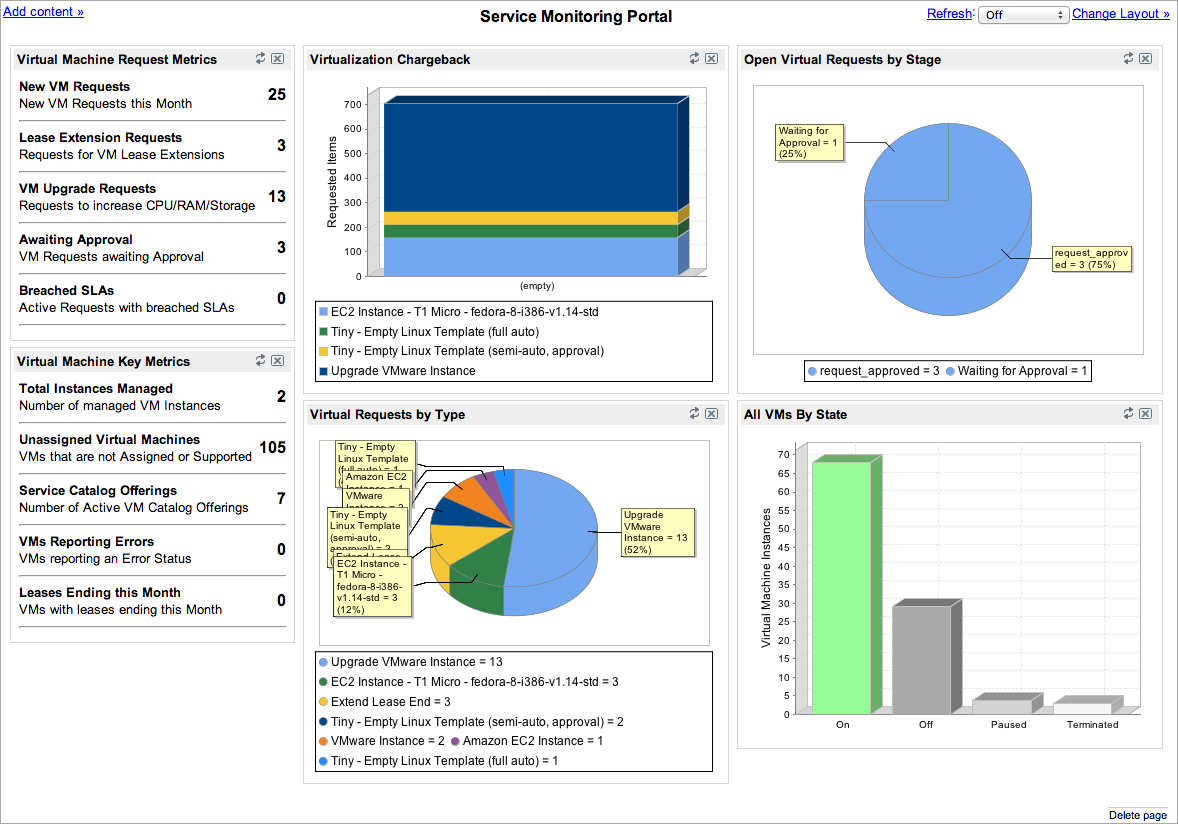 Add content »
Service Monitoring Portal
Refresh: Off Change Layout »
Virtual Machine Request Metrics
New VM Requests
New VM Requests this Month
25
Lease Extension Requests
Requests for VM Lease Extensions
3
VM Upgrade Requests
Requests to increase CPU/RAM/Storage
13
Awaiting Approval
VM Requests awaiting Approval
3
Breached SLAs
Active Requests with breached SLAs
0
Virtual Machine Key Metrics
Total Instances Managed
Number of managed VM Instances
2
Unassigned Virtual Machines
VMs that are not Assigned or Supported
105
Service Catalog Offerings
Number of Active VM Catalog Offerings
7
VMs Reporting Errors
VMs reporting an Error Status
0
Leases Ending this Month
VMs with leases ending this Month
0
Virtualization Chargeback
Requested Items
700
600
500
400
300
200
100
0
(empty)
EC2 Instance - T1 Micro - fedora-8-i386-v1.14-std
Tiny - Empty Linux Template (full auto)
Tiny - Empty Linux Template (semi-auto, approval)
Upgrade VMware Instance
Virtual Requests by Type
Tiny - Empty
Linux Template
(full auto) = 1
Amazon EC2
Instance = 1
VMware
Instance = 2
Tiny - Empty
Linux Template
(semi-auto,
approval) = 2
Extend Lease
EC2 Instance -
T1 Micro -
fedora-8-i386-
v1.14-std = 3
(12%)
Upgrade
VMware
Instance = 13
(52%)
Upgrade VMware Instance = 13
EC2 Instance - T1 Micro - fedora-8-i386-v1.14-std = 3
Extend Lease End = 3
Tiny - Empty Linux Template (semi-auto, approval) = 2
VMware Instance = 2 Amazon EC2 Instance = 1
Tiny - Empty Linux Template (full auto) = 1
Open Virtual Requests by Stage
Waiting for
Approval = 1
(25%)
request_approv
ed = 3 (75%)
request_approved = 3 Waiting for Approval = 1
All VMs By State
Virtual Machine Instances
70
65
60
55
50
45
40
35
30
25
20
15
10
5
0
On
Off
Paused
Terminated
Delete page